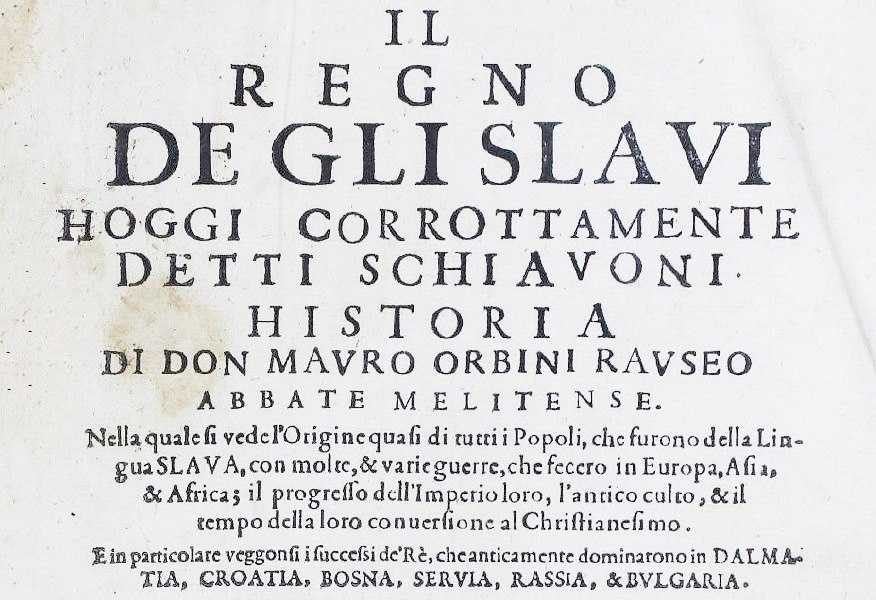 IL
REGNO
DEGLI SLAVI
HOGGI CORROTTAMENTE
DETTI SCHIAVONI.
HISTORIA
DI DON MAVRO ORBINI RAVSEO
ABBATE MELITENSE.
Nella quale ſi vede l'Origine quaſi di tutti i Popoli, che furono della Lin-
gua SLAVA, con molte, & varie guerre, che fecero in Europa, Aſia,
& Africa; il progreſſo dell'Imperio loro, l'antico culto, & il
tempo della loro conuerſione al Chriſtianeſimo.
E in particolare veggonſi i ſucceſſi de' Rè, che anticamente dominarono in DALMA-
TIA, CROATIA, BOSNA, SERVIA, RASSIA, & BVLGARIA.